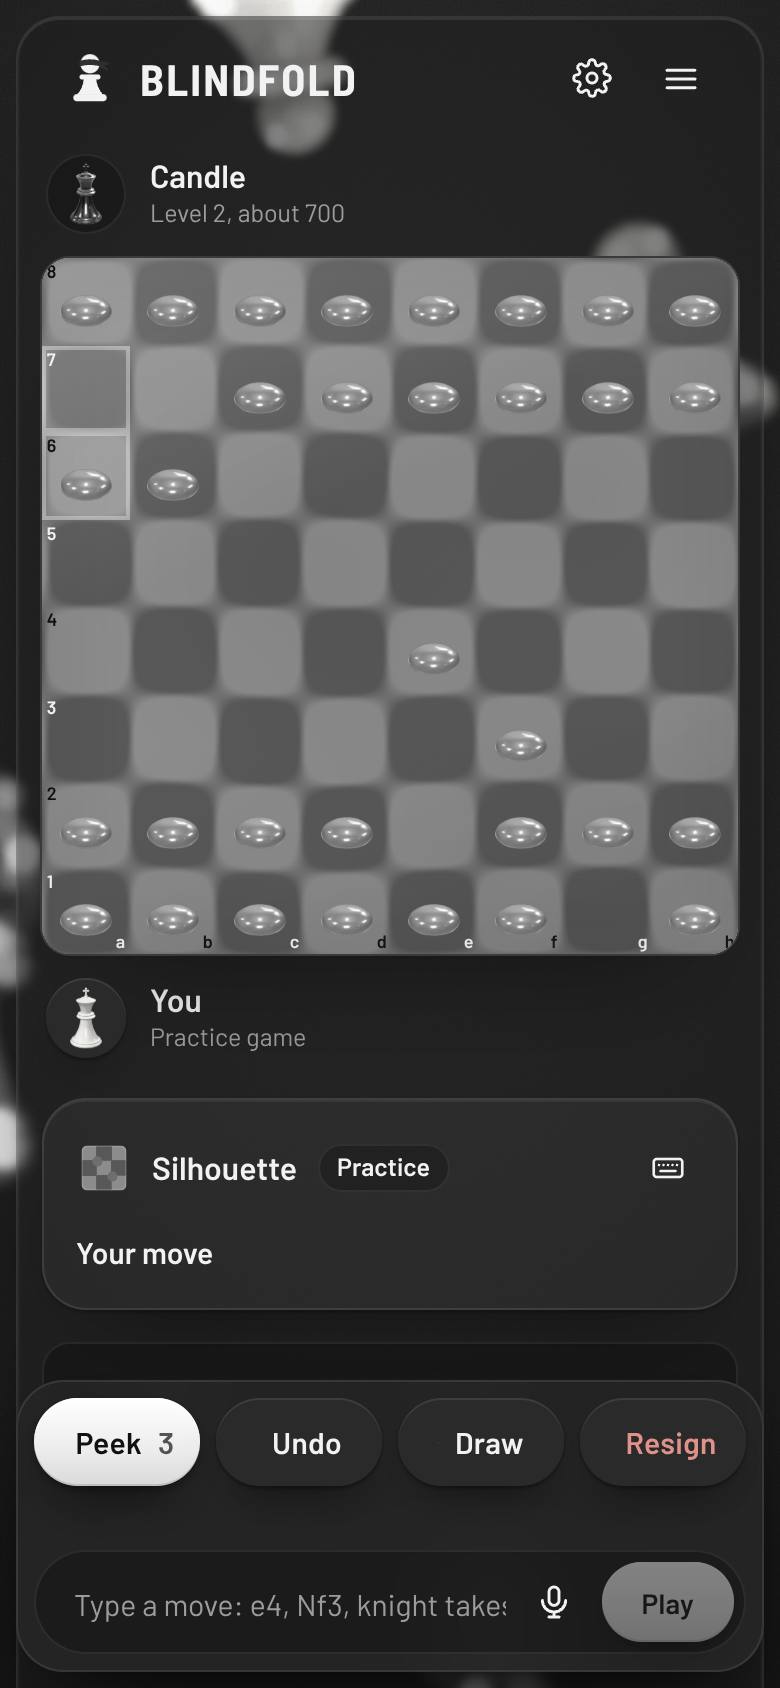 BLINDFOLD
Candle
Level 2, about 700
8
7
6
5
4
3
2
1
a b c d e f g h
You
Practice game
Silhouette Practice
Your move
Peek 3 Undo Draw Resign
Type a move: e4, Nf3, knight takes Play